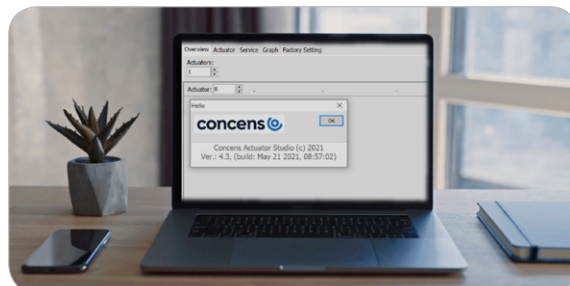 Overview Actuator Service Graph Factory Setting
Actuators:
1
Actuator: 8
Hello
concens
OK
Concens Actuator Studio (c) 2021
Ver.: 4.3, (build: May 21 2021, 08:57:02)